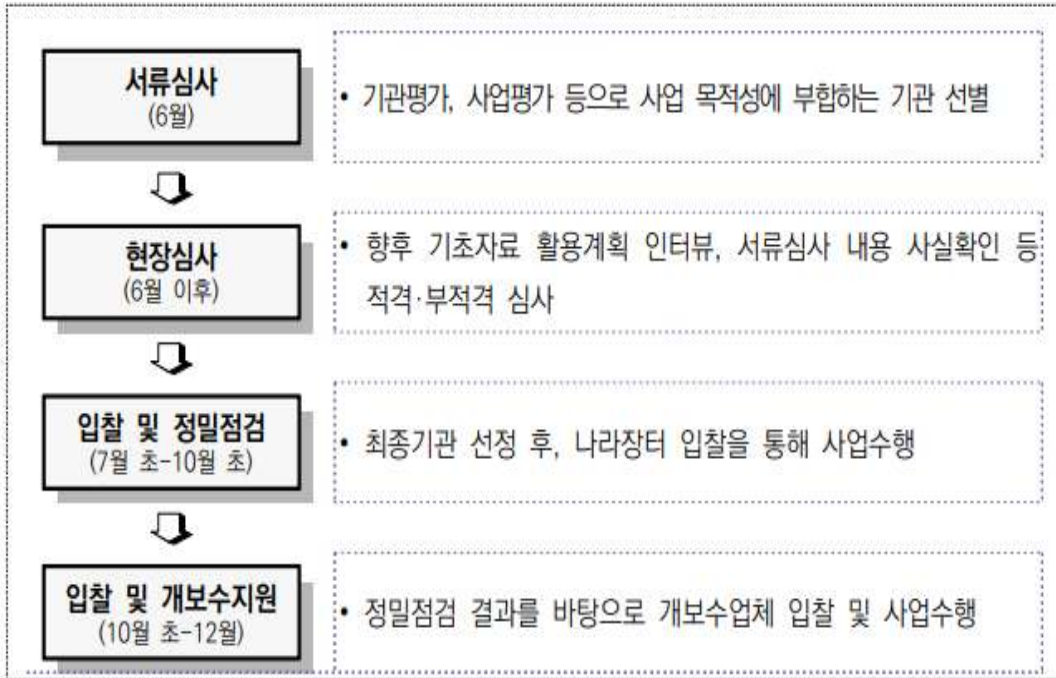 서류심사
(6월)
• 기관평가, 사업평가 등으로 사업 목적성에 부합하는 기관 선별
현장심사
(6월 이후)
• 향후 기초자료 활용계획 인터뷰, 서류심사 내용 사실확인 등
적격·부적격 심사
입찰 및 정밀점검
(7월 초-10월 초)
• 최종기관 선정 후, 나라장터 입찰을 통해 사업수행
입찰 및 개보수지원
(10월 초-12월)
• 정밀점검 결과를 바탕으로 개보수업체 입찰 및 사업수행